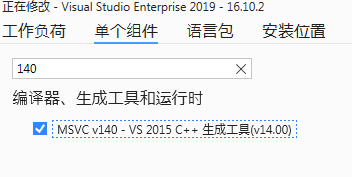 正在修改 - Visual Studio Enterprise 2019 - 16.10.2
工作负荷 单个组件 语言包 安装位置
140
编译器、生成工具和运行时
MSVC v140 - VS 2015 C++ 生成工具(v14.00)